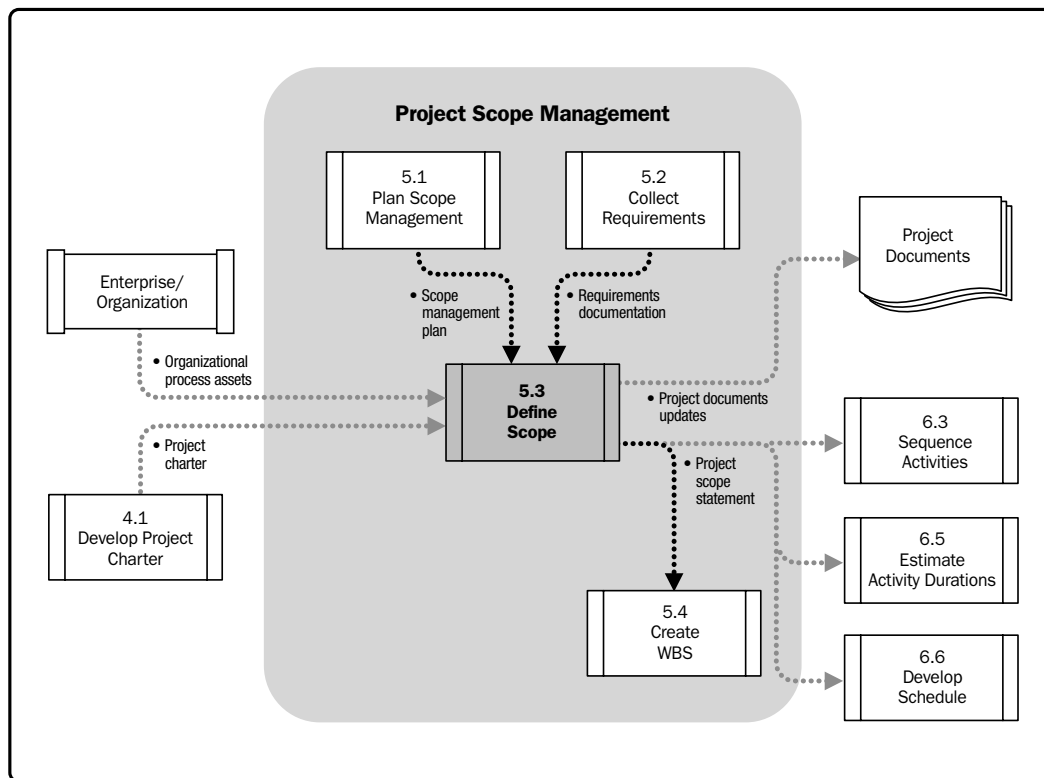 Project Scope Management
5.1
Plan Scope
Management
5.2
Collect
Requirements
Project
Documents
Enterprise/
Organization
• Scope
management
plan
• Requirements
documentation
• Organizational
process assets
5.3
Define
Scope
• Project documents
updates
• Project
charter
• Project
scope
statement
6.3
Sequence
Activities
4.1
Develop Project
Charter
6.5
Estimate
Activity Durations
5.4
Create
WBS
6.6
Develop
Schedule